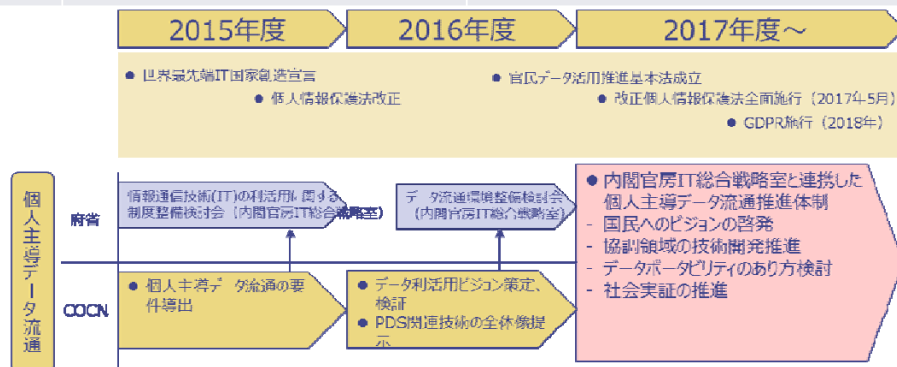 2015年度
2016年度
2017年度～
● 世界最先端IT国家創造宣言
● 個人情報保護法改正
● 官民データ活用推進基本法成立
● 改正個人情報保護法全面施行（2017年5月）
● GDPR施行（2018年）
個人主導データ流通
府省
情報通信技術(IT)の利活用に関する
制度整備検討会（内閣官房IT総合戦略室）
データ流通環境整備検討会
（内閣官房IT総合戦略室）
● 内閣官房IT総合戦略室と連携した
個人主導データ流通推進体制
- 国民へのビジョンの啓発
- 協調領域の技術開発推進
- データポータビリティのあり方検討
- 社会実証の推進
COCN
● 個人主導データ流通の要
件導出
● データ利活用ビジョン策定、
検証
● PDS関連技術の全体像提
示